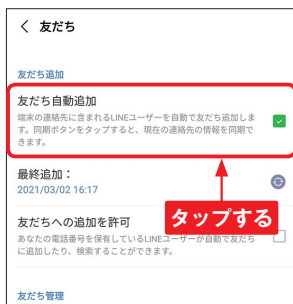 友だち
友だち追加
友だち自動追加
端末の連絡先に含まれるLINEユーザーを自動で友だち追加しま
す。同期ボタンをタップすると、現在の連絡先の情報を同期で
きます。
最終追加：
2021/03/02 16:17
タップする
友だちへの追加を許可
あなたの電話番号を保有しているLINEユーザーが自動で友だち
に追加したり、検索することができます。
友だち管理